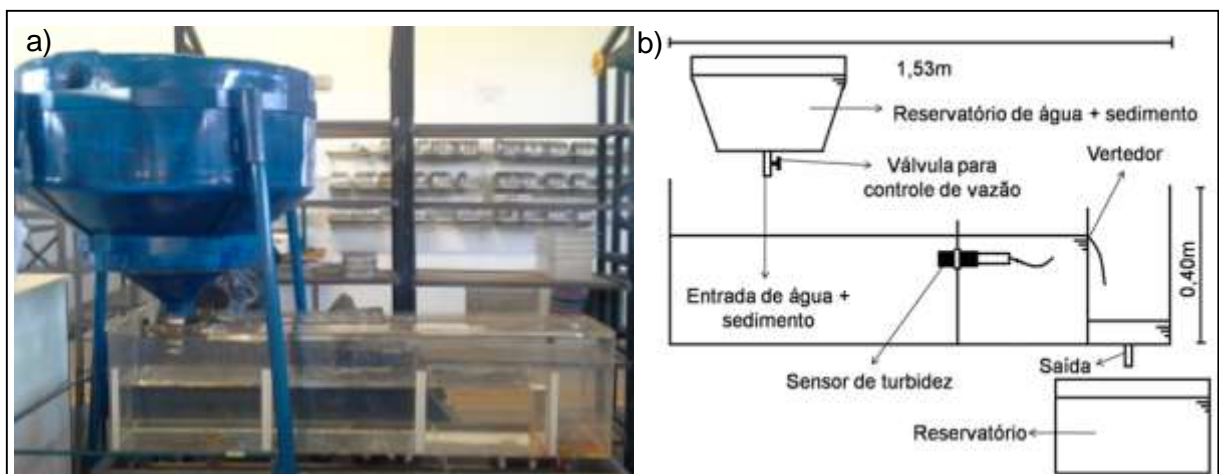 a)
b)
1,53m
Reservatório de água + sedimento
Válvula para
controle de vazão
Vertedor
Entrada de água +
sedimento
Sensor de turbidez
0,40m
Saída
Reservatório